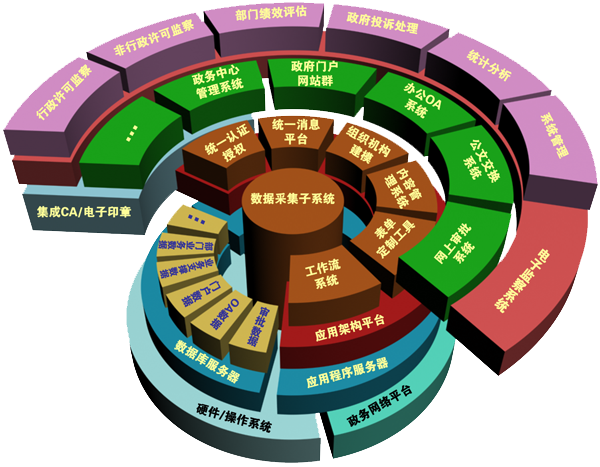 行政许可监察
非行政许可监察
部门绩效评估
政府投诉处理
统计分析
系统管理
电子监察系统
...
政务中心
管理系统
政府门户
网站群
办公OA
系统
公文交换
系统
网上审批
系统
集成CA/电子印章
统一认证
授权
统一消息
平台
组织机构
建模
内容管
理系统
表单
定制工具
工作流
系统
数据采集子系统
...
部门业务数据
业务支撑数据
门户数据
OA数据
审批数据
应用架构平台
数据库服务器
应用程序服务器
硬件/操作系统
政务网络平台